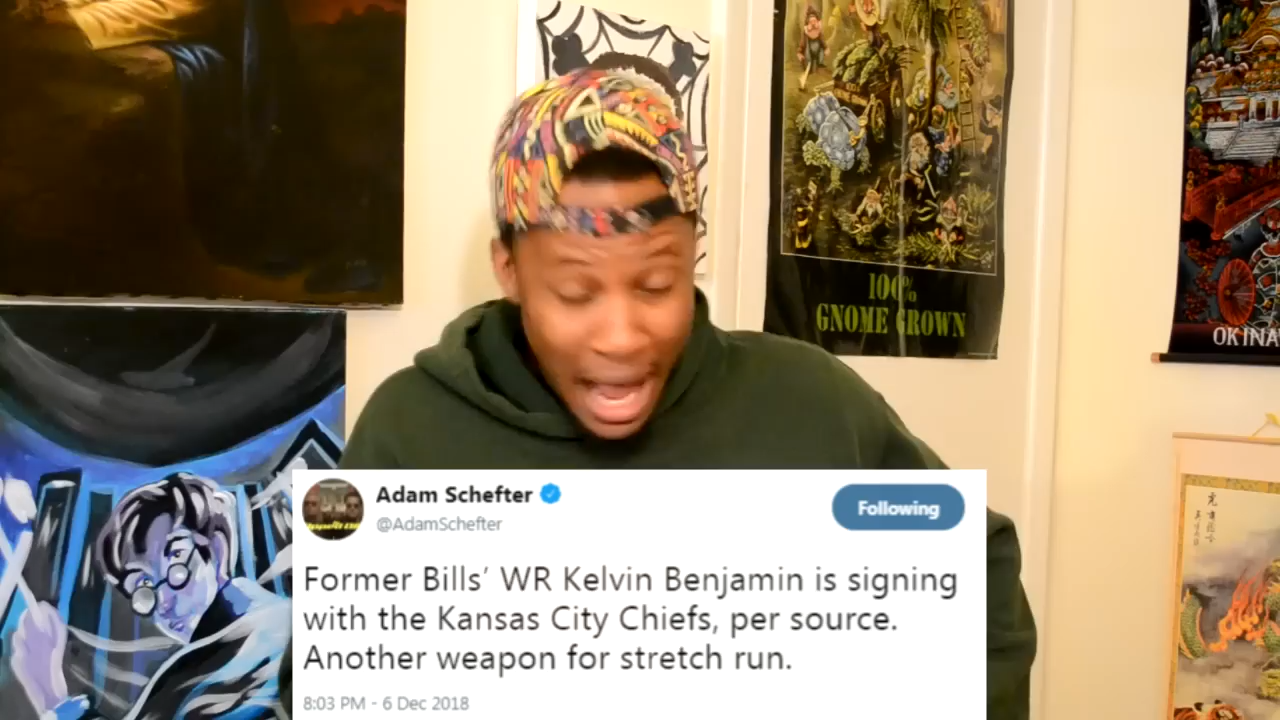 100%
GNOME GROWN
OKINA
Adam Schefter
@AdamSchefter
Following
Former Bills' WR Kelvin Benjamin is signing
with the Kansas City Chiefs, per source.
Another weapon for stretch run.
8:03 PM - 6 Dec 2018